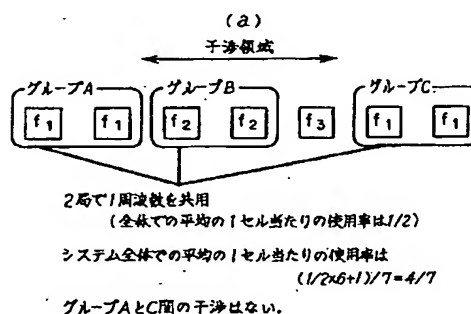 (a)
干渉領域
グループA グループB グループC
f1 f1 f2 f2 f3 f1 f1
2局で1周波数を共用
(全体での平均の1セル当たりの使用率は1/2)
システム全体での平均の1セル当たりの使用率は
(1/2×6+1)/7=4/7
グループAとC間の干渉はない。